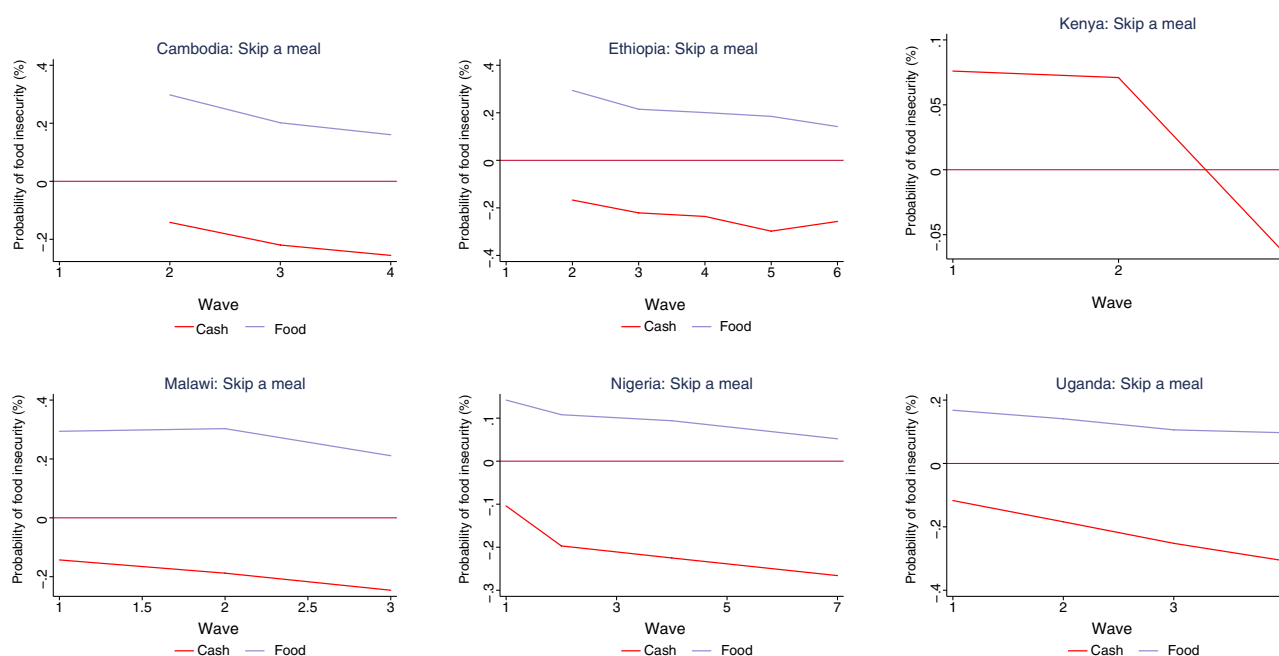 Cambodia: Skip a meal
Probability of food insecurity (%)
.4
.2
0
-.2
1 2 3 4
Wave
Cash Food
Ethiopia: Skip a meal
Probability of food insecurity (%)
.4
.2
0
-.2
-.4
1 2 3 4 5 6
Wave
Cash Food
Kenya: Skip a meal
Probability of food insecurity (%)
.1
.05
0
-.05
1 2
Wave
Cash Food
Malawi: Skip a meal
Probability of food insecurity (%)
.4
.2
0
-.2
1 1.5 2 2.5 3
Wave
Cash Food
Nigeria: Skip a meal
Probability of food insecurity (%)
.1
0
-.1
-.2
-.3
1 3 5 7
Wave
Cash Food
Uganda: Skip a meal
Probability of food insecurity (%)
.2
0
-.2
-.4
1 2 3
Wave
Cash Food